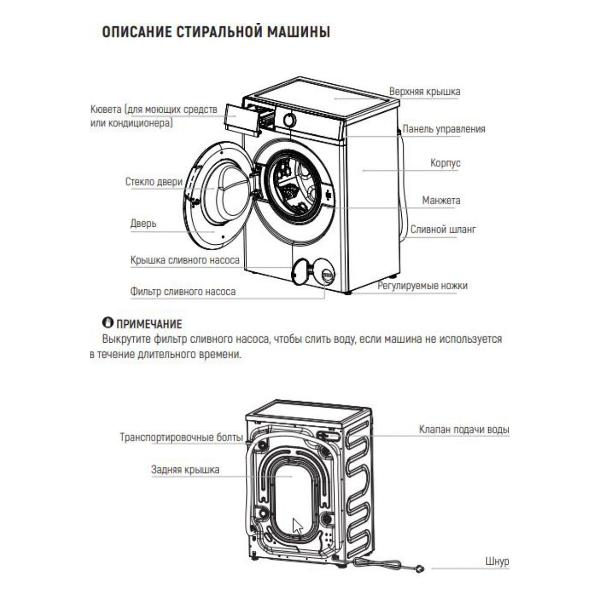 ОПИСАНИЕ СТИРАЛЬНОЙ МАШИНЫ
Верхняя крышка
Кювета (для моющих средств
или кондиционера)
Панель управления
Корпус
Стекло двери
Манжета
Дверь
Сливной шланг
Крышка сливного насоса
Регулируемые ножки
Фильтр сливного насоса
ПРИМЕЧАНИЕ
Выкрутите фильтр сливного насоса, чтобы слить воду, если машина не используется
в течение длительного времени.
Клапан подачи воды
Транспортировочные болты
Задняя крышка
Шнур